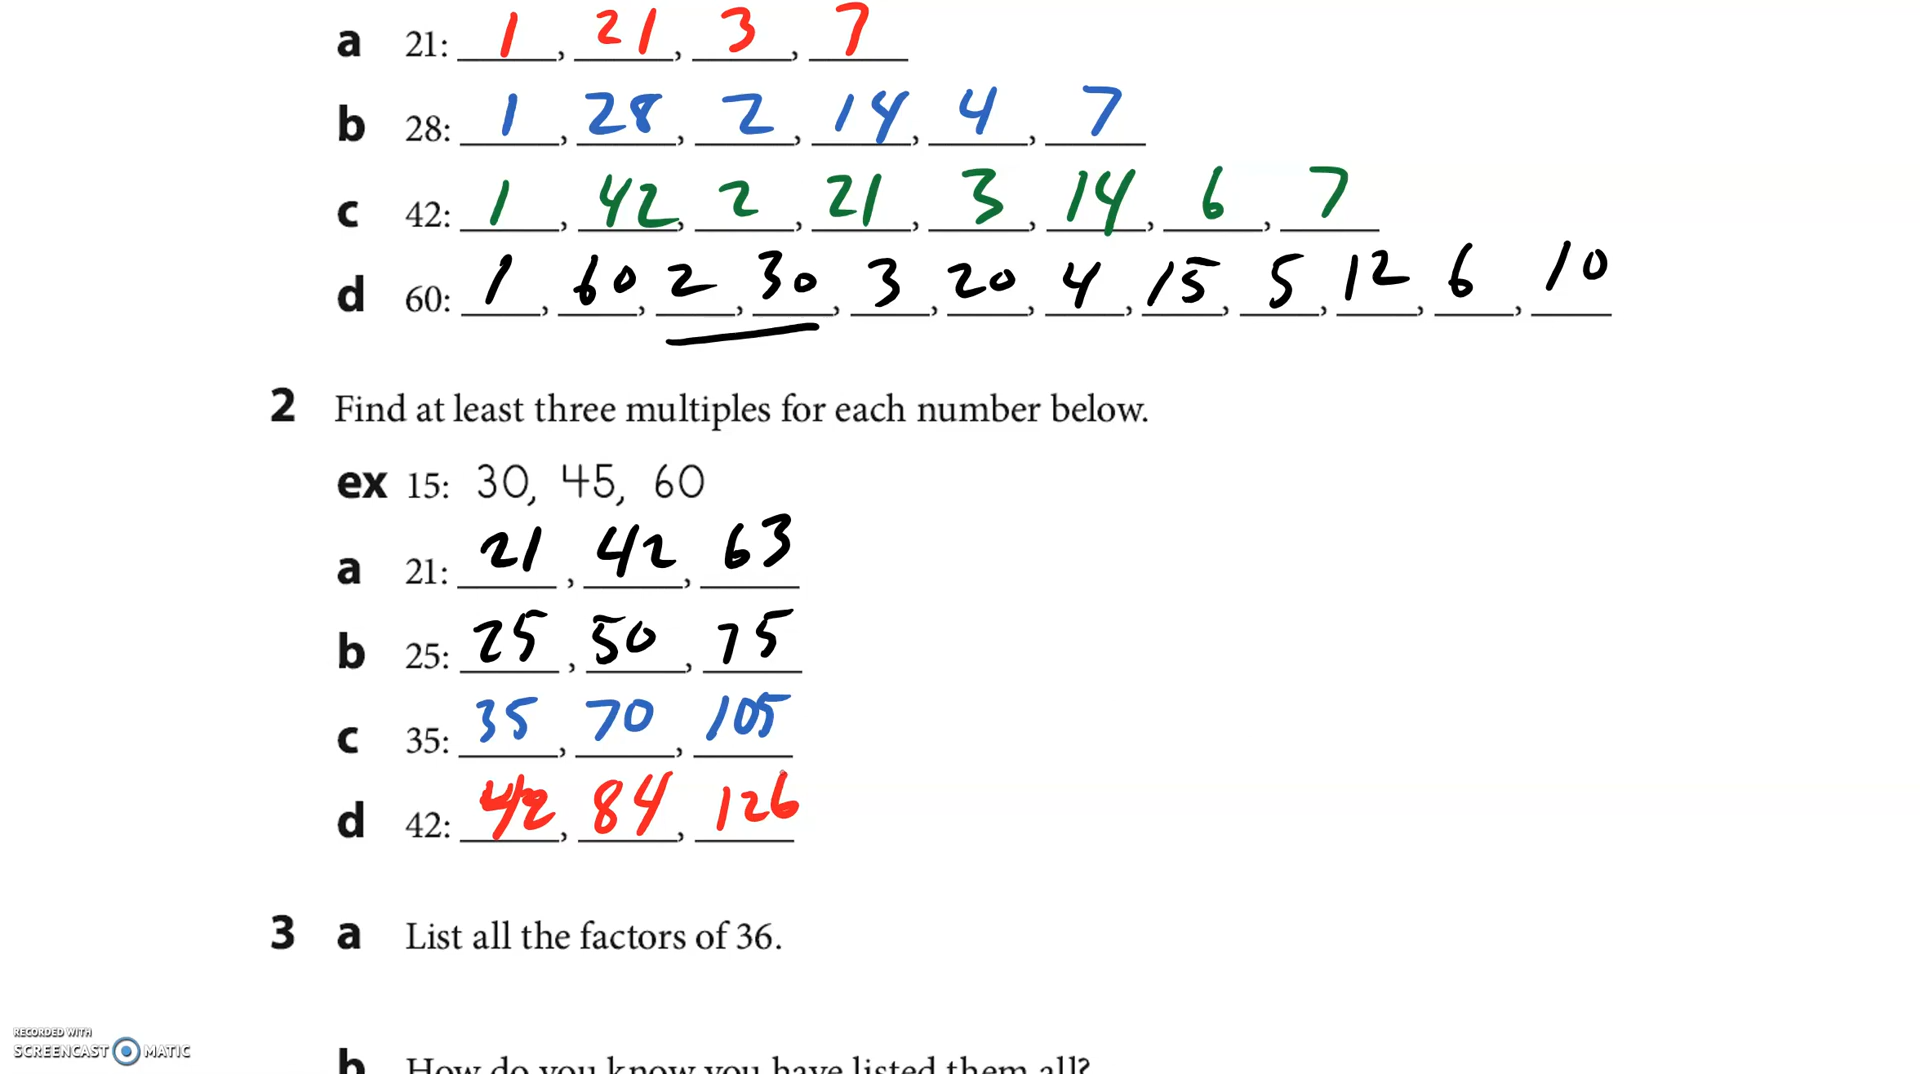 a 21: 1, 21, 3, 7
b 28: 1, 28, 2, 14, 4, 7
c 42: 1, 42, 2, 21, 3, 14, 6, 7
d 60: 1, 60, 2, 30, 3, 20, 4, 15, 5, 12, 6, 10
2 Find at least three multiples for each number below.
ex 15: 30, 45, 60
a 21: 21, 42, 63
b 25: 25, 50, 75
c 35: 35, 70, 105
d 42: 42, 84, 126
3 a List all the factors of 36.
b How do you know you have listed them all?
RECORDED WITH
SCREENCAST MATIC